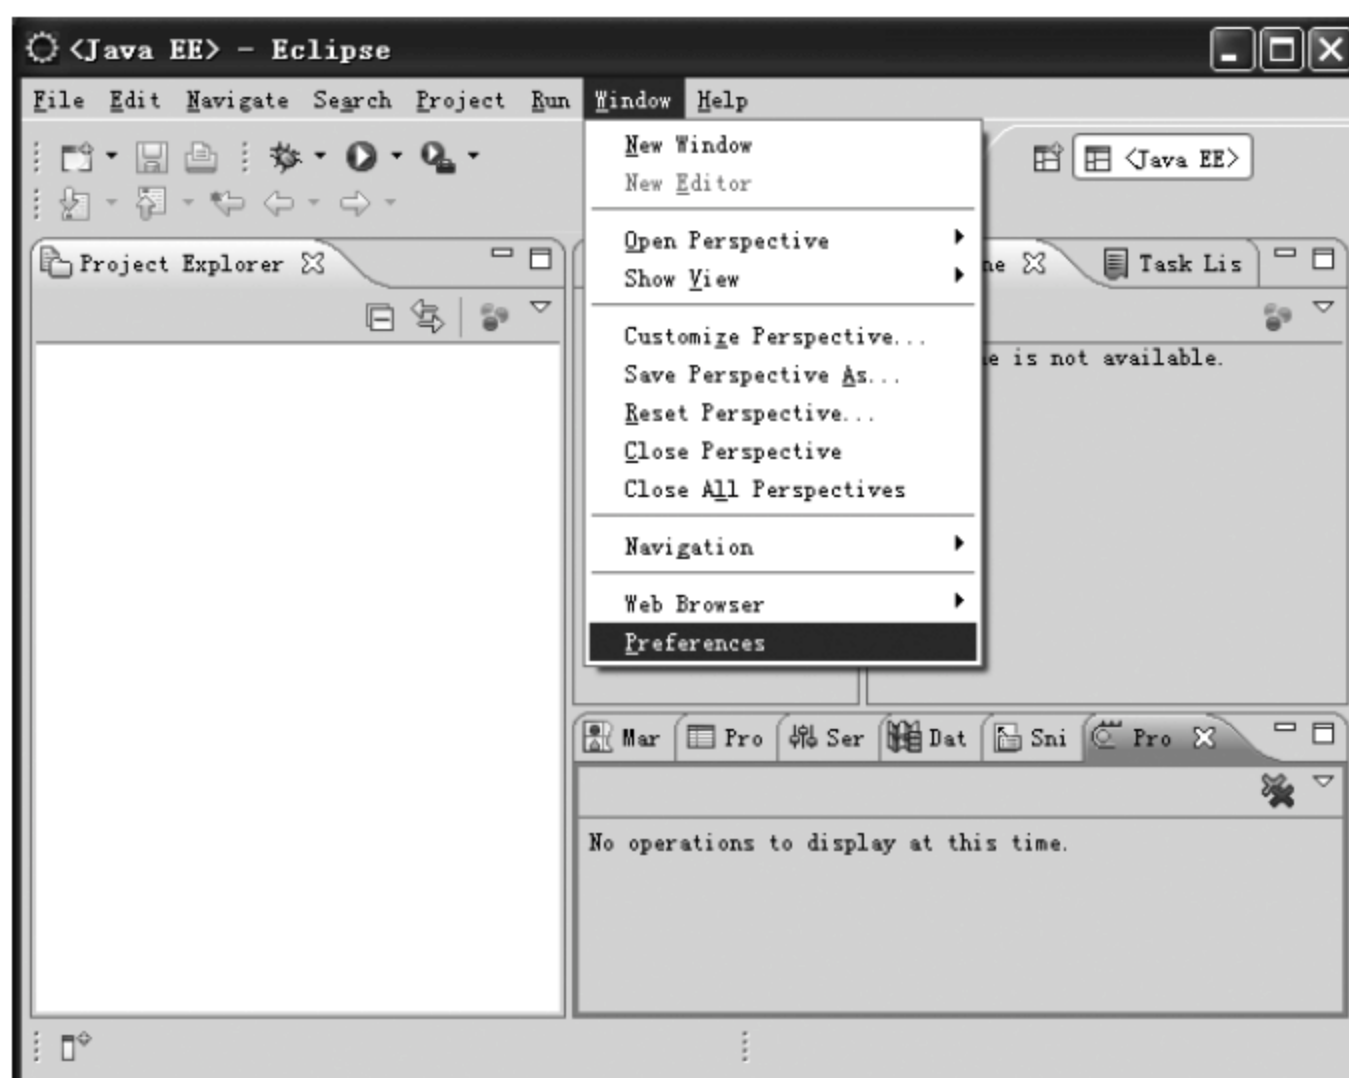 <Java EE> - Eclipse
File Edit Navigate Search Project Run Window Help
New Window
New Editor
<Java EE>
Open Perspective
Show View
Project Explorer
Task Lis
Customize Perspective...
Save Perspective As...
Reset Perspective...
Close Perspective
Close All Perspectives
is not available.
Navigation
Web Browser
Preferences
Mar Pro Ser Dat Sni Pro
No operations to display at this time.